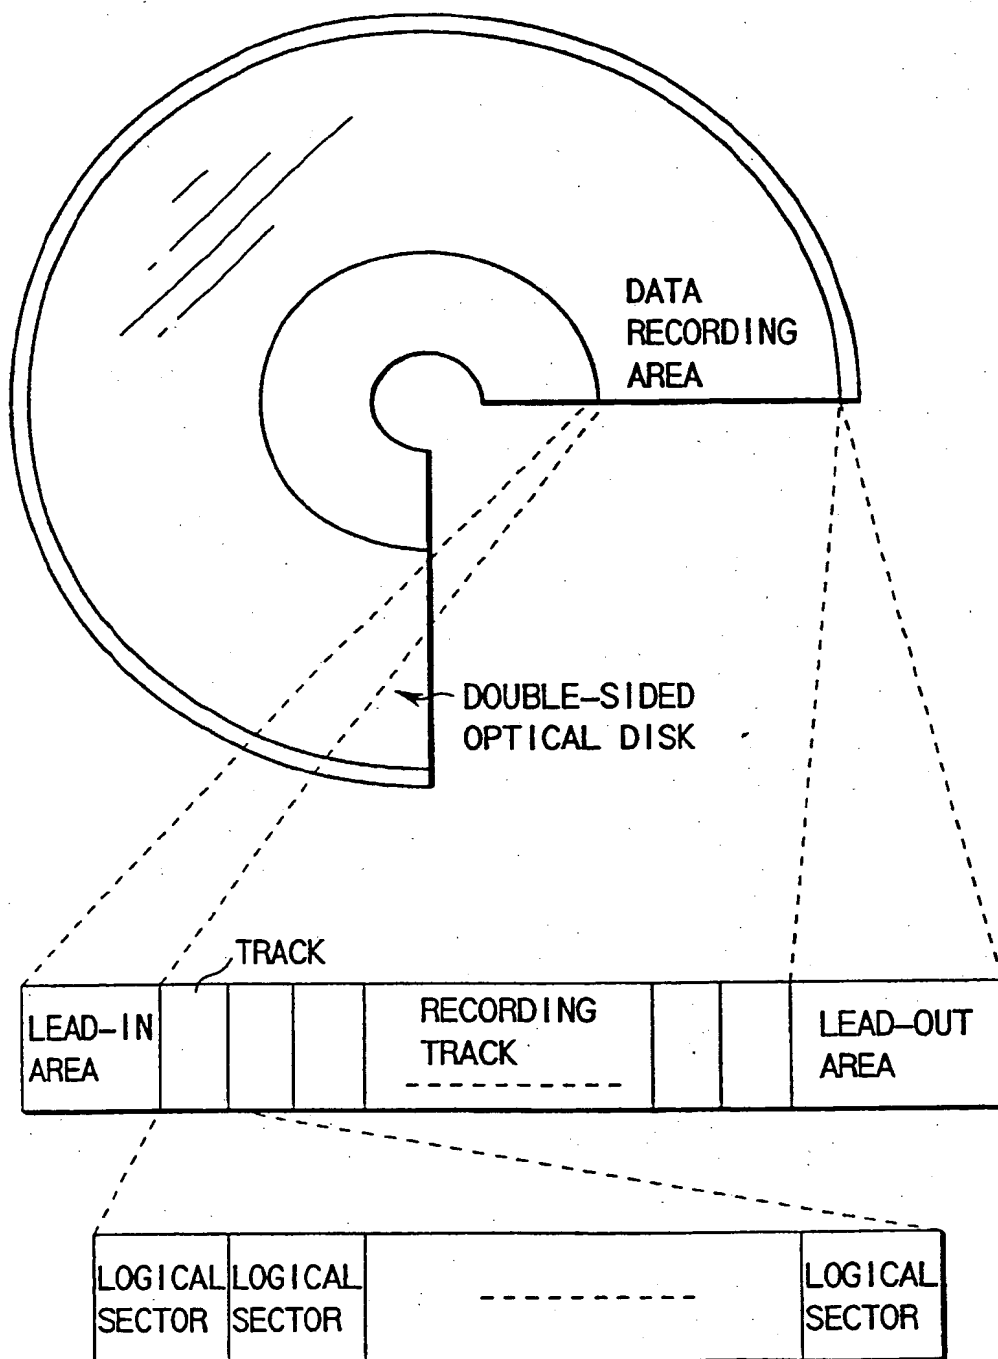 DATA
RECORDING
AREA
DOUBLE-SIDED
OPTICAL DISK
TRACK
LEAD-IN
AREA
RECORDING
TRACK
LEAD-OUT
AREA
LOGICAL
SECTOR
LOGICAL
SECTOR
LOGICAL
SECTOR